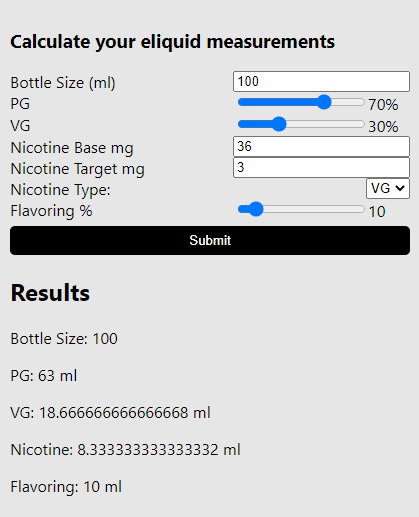 Calculate your eliquid measurements
Bottle Size (ml) 100
PG 70%
VG 30%
Nicotine Base mg 36
Nicotine Target mg 3
Nicotine Type: VG
Flavoring % 10
Submit
Results
Bottle Size: 100
PG: 63 ml
VG: 18.666666666666668 ml
Nicotine: 8.333333333333332 ml
Flavoring: 10 ml